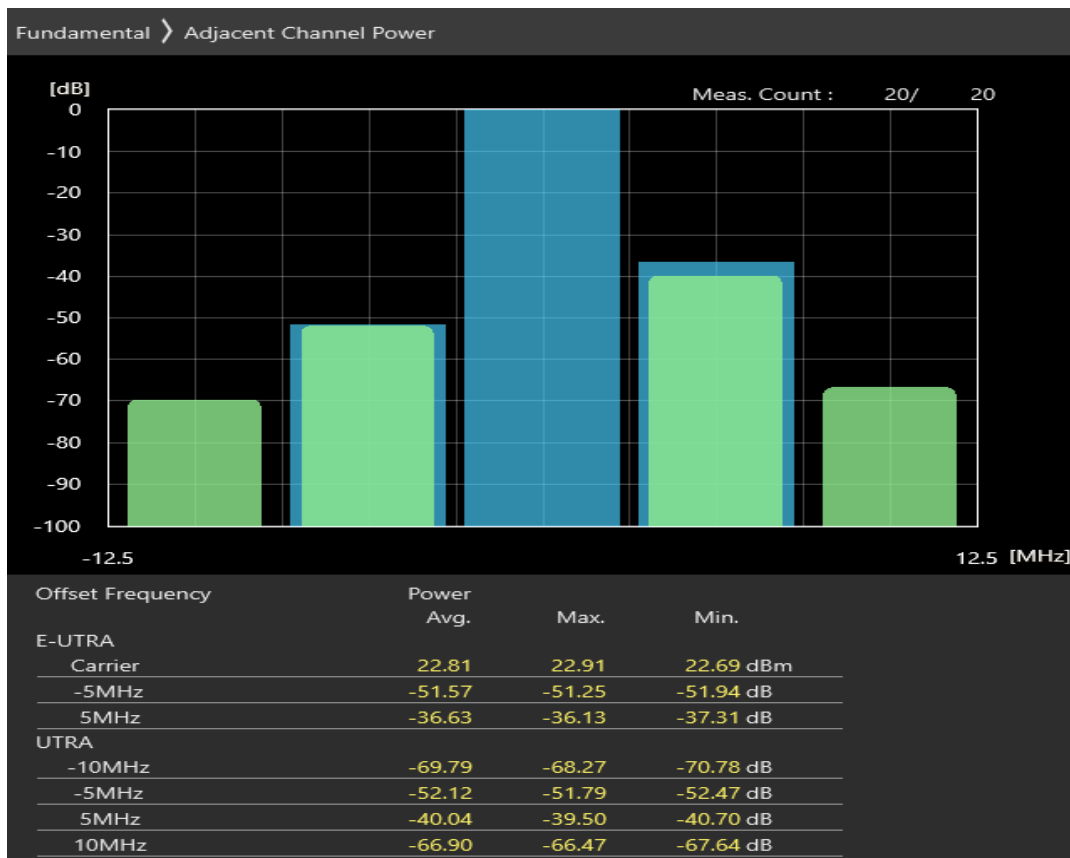 Fundamental 〉 Adjacent Channel Power
[dB]
Meas. Count : 20/ 20
0
-10
-20
-30
-40
-50
-60
-70
-80
-90
-100
-12.5 12.5 [MHz]
Offset Frequency Power
Avg. Max. Min.
E-UTRA
Carrier 22.81 22.91 22.69 dBm
-5MHz -51.57 -51.25 -51.94 dB
5MHz -36.63 -36.13 -37.31 dB
UTRA
-10MHz -69.79 -68.27 -70.78 dB
-5MHz -52.12 -51.79 -52.47 dB
5MHz -40.04 -39.50 -40.70 dB
10MHz -66.90 -66.47 -67.64 dB